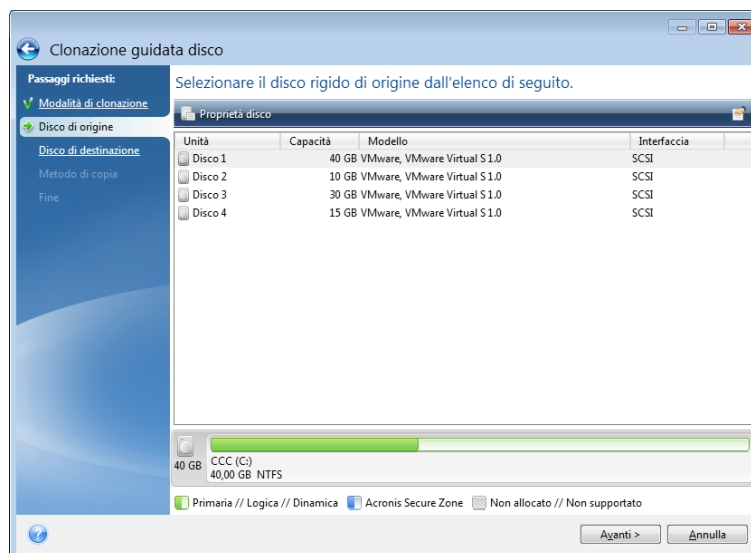 Clonazione guidata disco
Passaggi richiesti:
Modalità di clonazione
Disco di origine
Disco di destinazione
Metodo di copia
Fine
Selezionare il disco rigido di origine dall'elenco di seguito.
Proprietà disco
Unità Capacità Modello Interfaccia
Disco 1 40 GB VMware, VMware Virtual S 1.0 SCSI
Disco 2 10 GB VMware, VMware Virtual S 1.0 SCSI
Disco 3 30 GB VMware, VMware Virtual S 1.0 SCSI
Disco 4 15 GB VMware, VMware Virtual S 1.0 SCSI
40 GB
CCC (C:)
40,00 GB NTFS
Primaria // Logica // Dinamica Acronis Secure Zone Non allocato // Non supportato
Avanti > Annulla